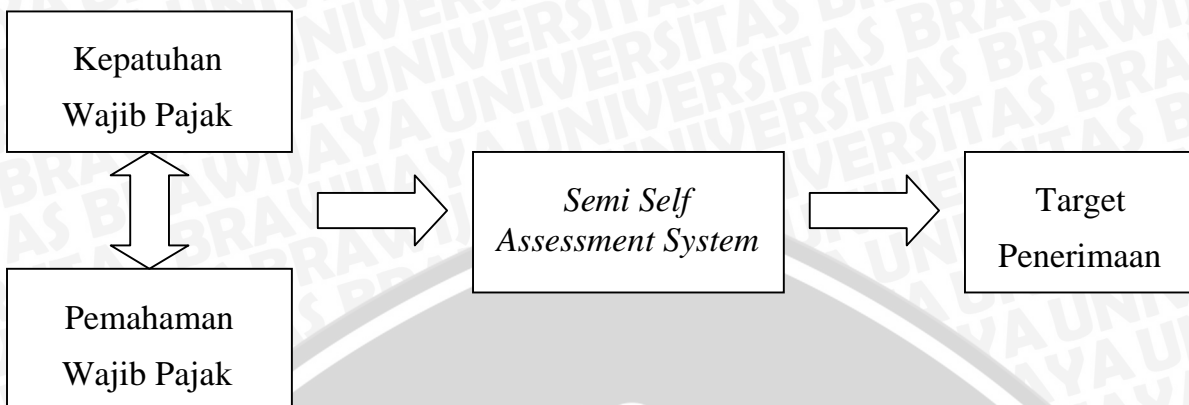 Kepatuhan
Wajib Pajak
Pemahaman
Wajib Pajak
Semi Self
Assessment System
Target
Penerimaan